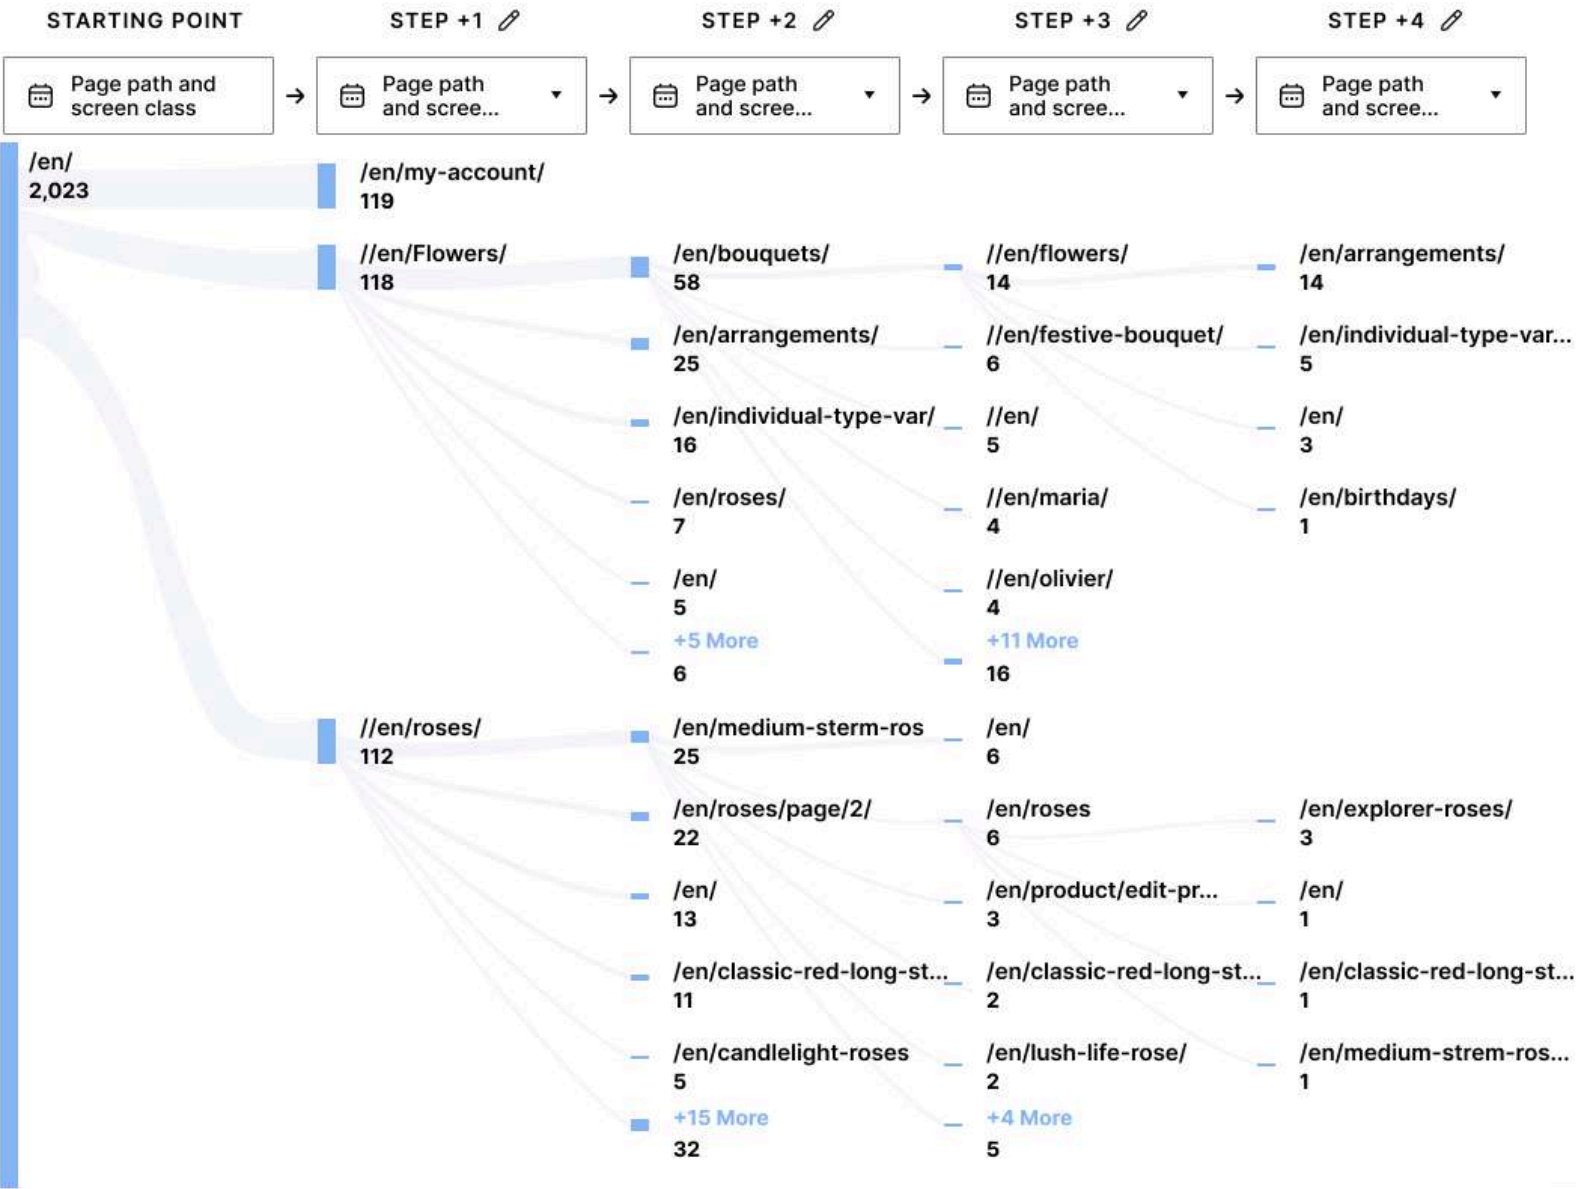 STARTING POINT
STEP +1
STEP +2
STEP +3
STEP +4
Page path and
screen class
Page path
and scree...
Page path
and scree...
Page path
and scree...
Page path
and scree...
/en/
2,023
/en/my-account/
119
//en/Flowers/
118
/en/bouquets/
58
//en/flowers/
14
/en/arrangements/
14
/en/arrangements/
25
//en/festive-bouquet/
6
/en/individual-type-var...
5
/en/individual-type-var/
16
//en/
5
/en/
3
/en/roses/
7
//en/maria/
4
/en/birthdays/
1
/en/
5
//en/olivier/
4
+5 More
6
+11 More
16
//en/roses/
112
/en/medium-sterm-ros
25
/en/
6
/en/roses/page/2/
22
/en/roses
6
/en/explorer-roses/
3
/en/
13
/en/product/edit-pr...
3
/en/
1
/en/classic-red-long-st...
11
/en/classic-red-long-st...
2
/en/classic-red-long-st...
1
/en/candlelight-roses
5
/en/lush-life-rose/
2
/en/medium-strem-ros...
1
+15 More
32
+4 More
5